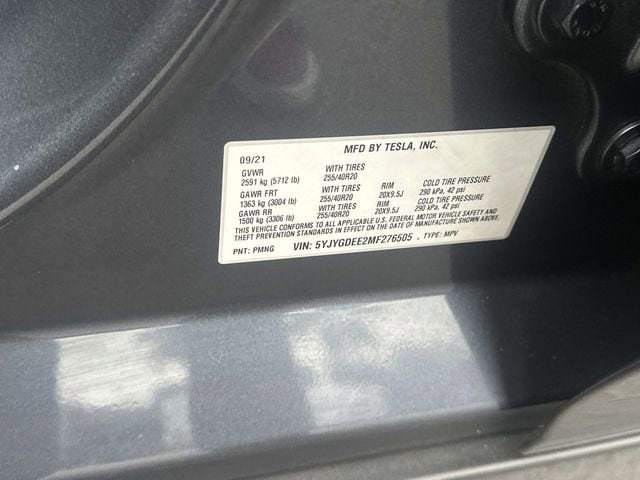 MFD BY TESLA, INC.
09/21
GVWR WITH TIRES
2591 kg (5712 lb) 255/40R20
GAWR FRT WITH TIRES RIM COLD TIRE PRESSURE
1363 kg (3004 lb) 255/40R20 20X9.5J 290 kPa, 42 psi
GAWR RR WITH TIRES RIM COLD TIRE PRESSURE
1500 kg (3306 lb) 255/40R20 20X9.5J 290 kPa, 42 psi
THIS VEHICLE CONFORMS TO ALL APPLICABLE U.S. FEDERAL MOTOR VEHICLE SAFETY AND
THEFT PREVENTION STANDARDS IN EFFECT ON THE DATE OF MANUFACTURE SHOWN ABOVE.
PNT: PMNG VIN: 5YJYGDEE2MF276505 , TYPE: MPV